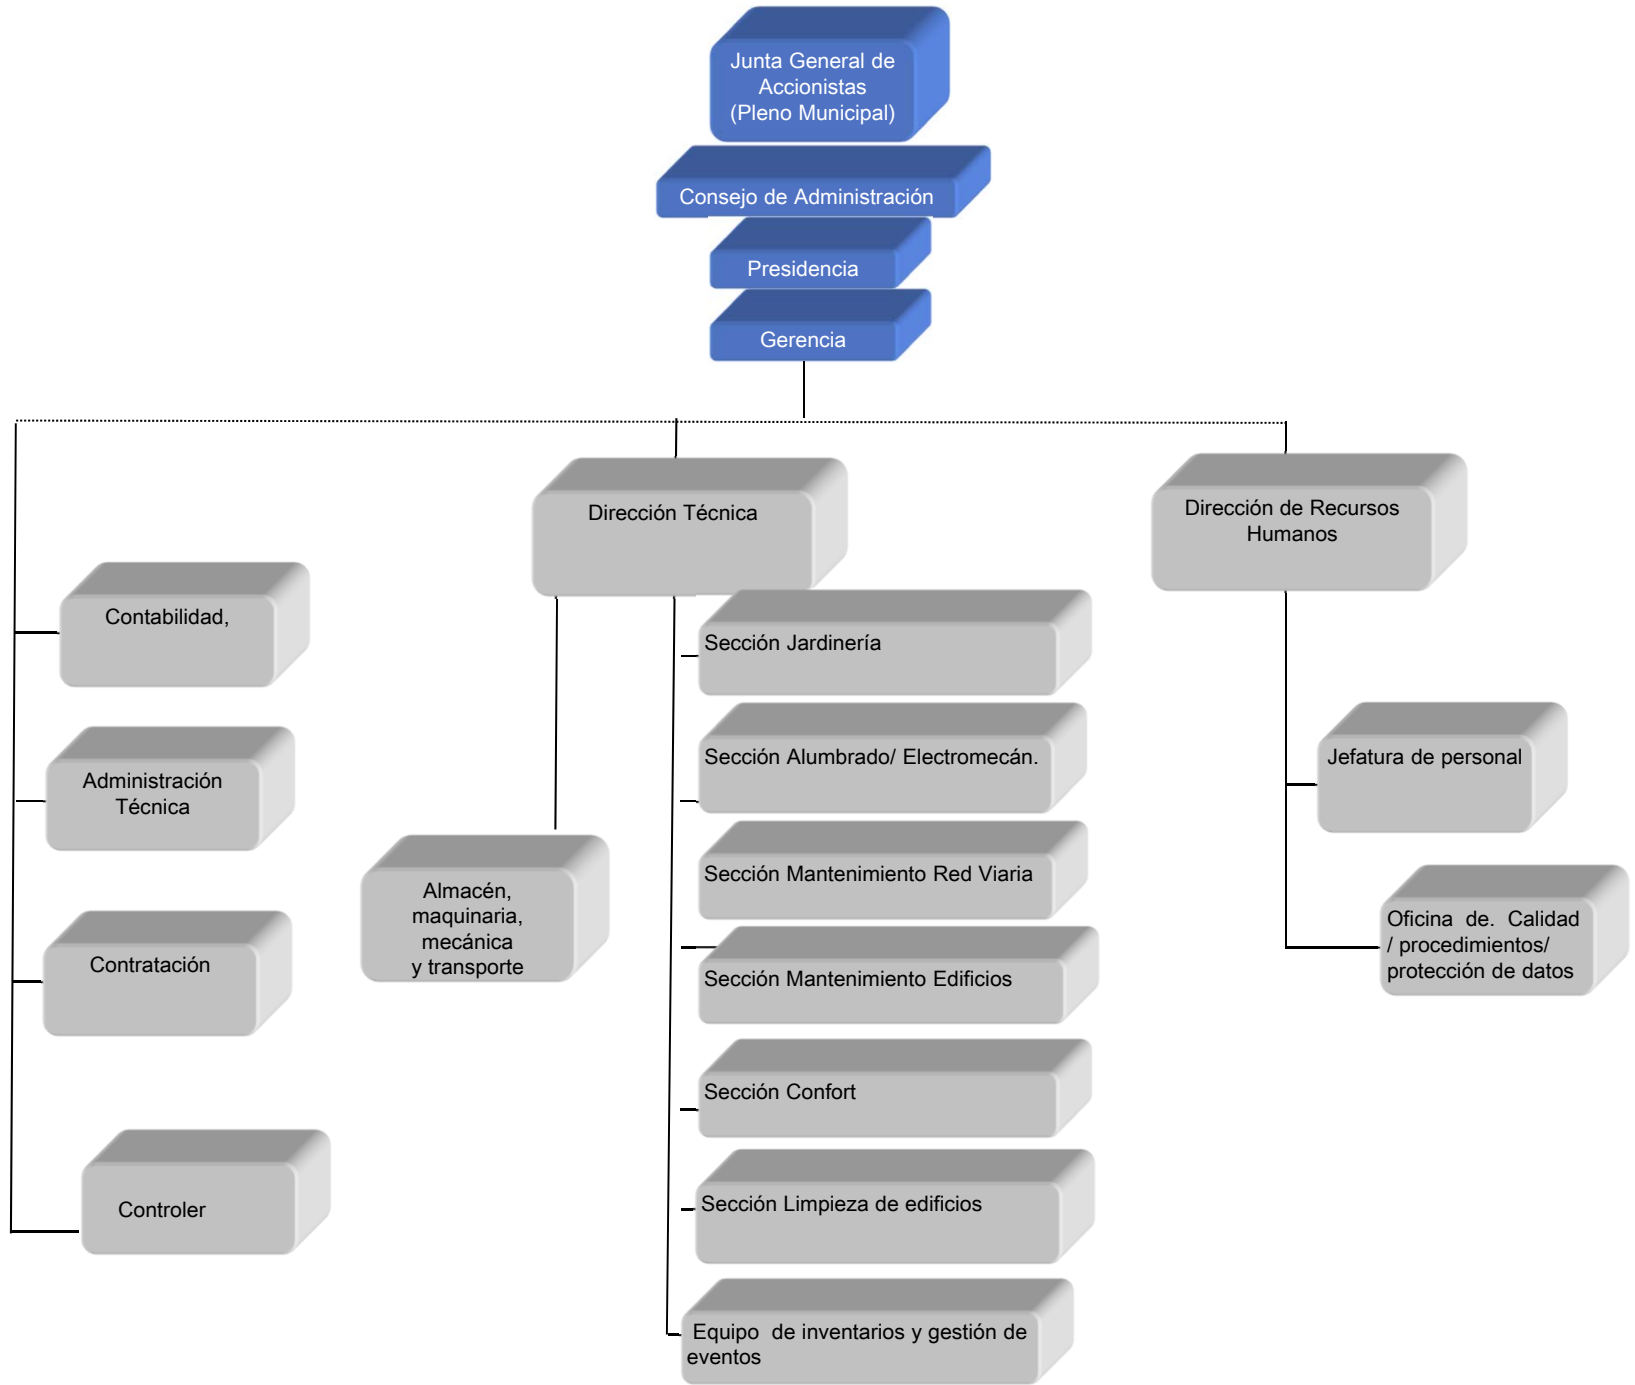 Junta General de
Accionistas
(Pleno Municipal)
Consejo de Administración
Presidencia
Gerencia
Dirección Técnica
Dirección de Recursos
Humanos
Contabilidad,
Administración
Técnica
Contratación
Controler
Almacén,
maquinaria,
mecánica
y transporte
Sección Jardinería
Sección Alumbrado/ Electromecán.
Sección Mantenimiento Red Viaria
Sección Mantenimiento Edificios
Sección Confort
Sección Limpieza de edificios
Equipo de inventarios y gestión de
eventos
Jefatura de personal
Oficina de. Calidad
/ procedimientos/
protección de datos